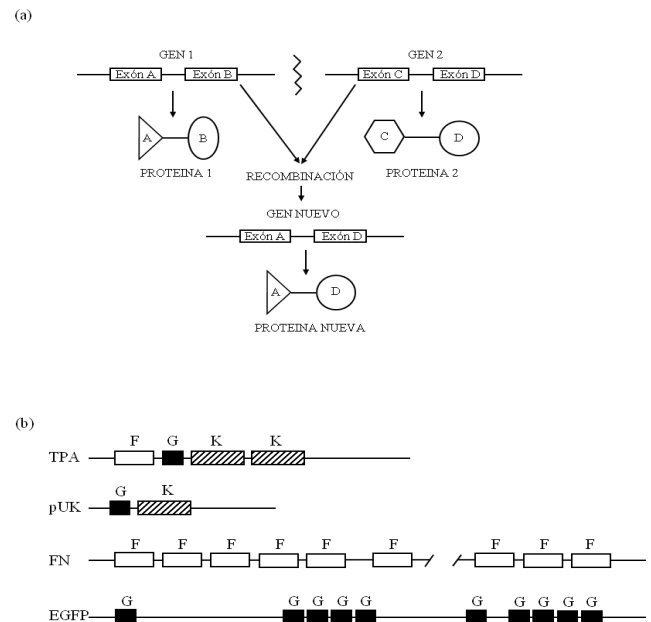 (a)
GEN 1 GEN 2
Exón A Exón B Exón C Exón D
A B C D
PROTEINA 1 RECOMBINACIÓN PROTEINA 2
GEN NUEVO
Exón A Exón D
A D
PROTEINA NUEVA
(b)
F G K K
TPA
G K
pUK
F F F F F F F F F
FN
G G G G G G G G G G
EGFP